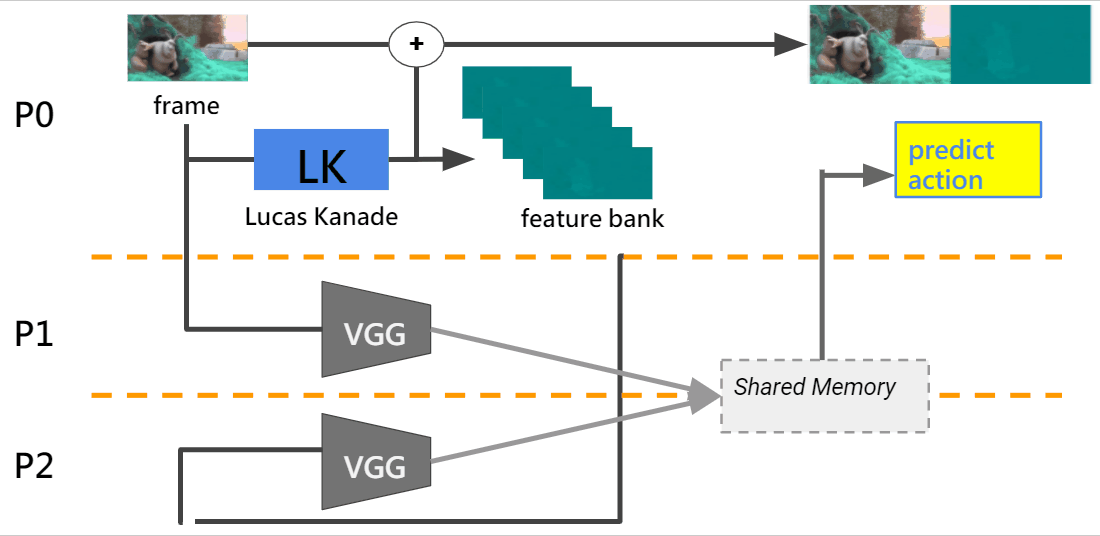 +
P0
frame
LK
Lucas Kanade
feature bank
predict
action
P1
VGG
Shared Memory
P2
VGG